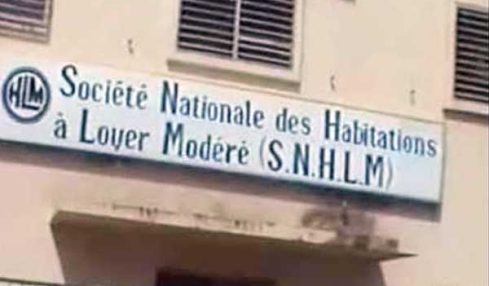 HLM
Société Nationale des Habitations
à Loyer Modéré (S.N.H.L.M)